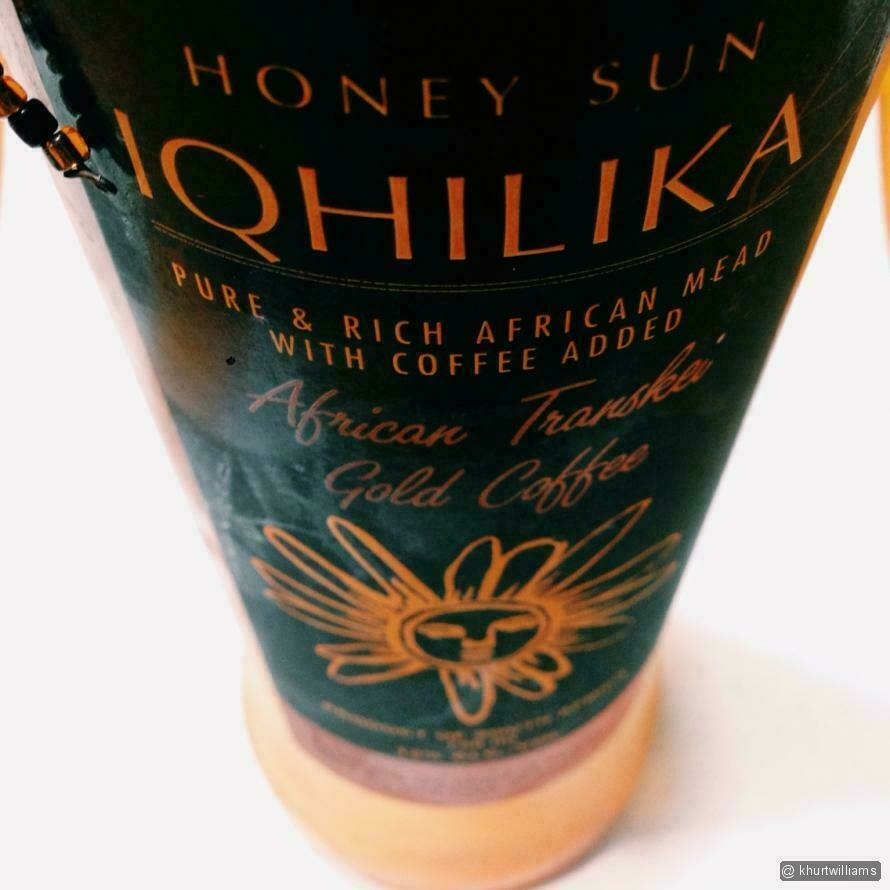 HONEY SUN
IQHILIKA
PURE & RICH AFRICAN MEAD
WITH COFFEE ADDED
African Transkei
Gold Coffee
@ khurtwilliams